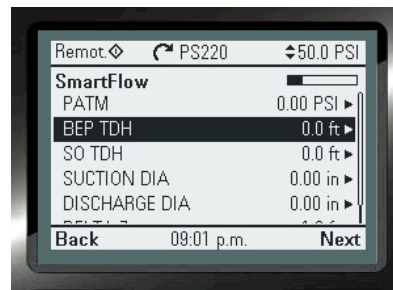 Remot. PS220 50.0 PSI
SmartFlow
PATM 0.00 PSI
BEP TDH 0.0 ft
SO TDH 0.0 ft
SUCTION DIA 0.00 in
DISCHARGE DIA 0.00 in
Back 09:01 p.m. Next